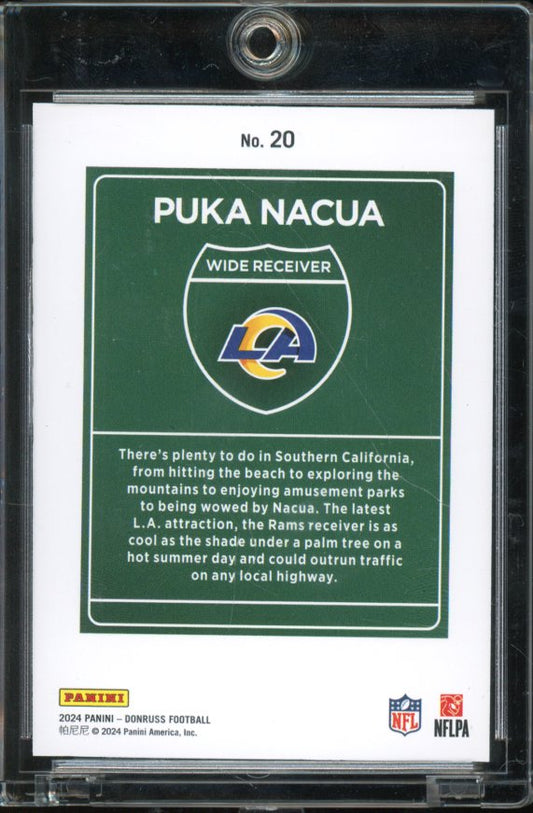 No. 20
PUKA NACUA
WIDE RECEIVER
LA
There's plenty to do in Southern California,
from hitting the beach to exploring the
mountains to enjoying amusement parks
to being wowed by Nacua. The latest
L.A. attraction, the Rams receiver is as
cool as the shade under a palm tree on a
hot summer day and could outrun traffic
on any local highway.
PANINI
2024 PANINI – DONRUSS FOOTBALL
帕尼尼 © 2024 Panini America, Inc.
NFL
NFLPA